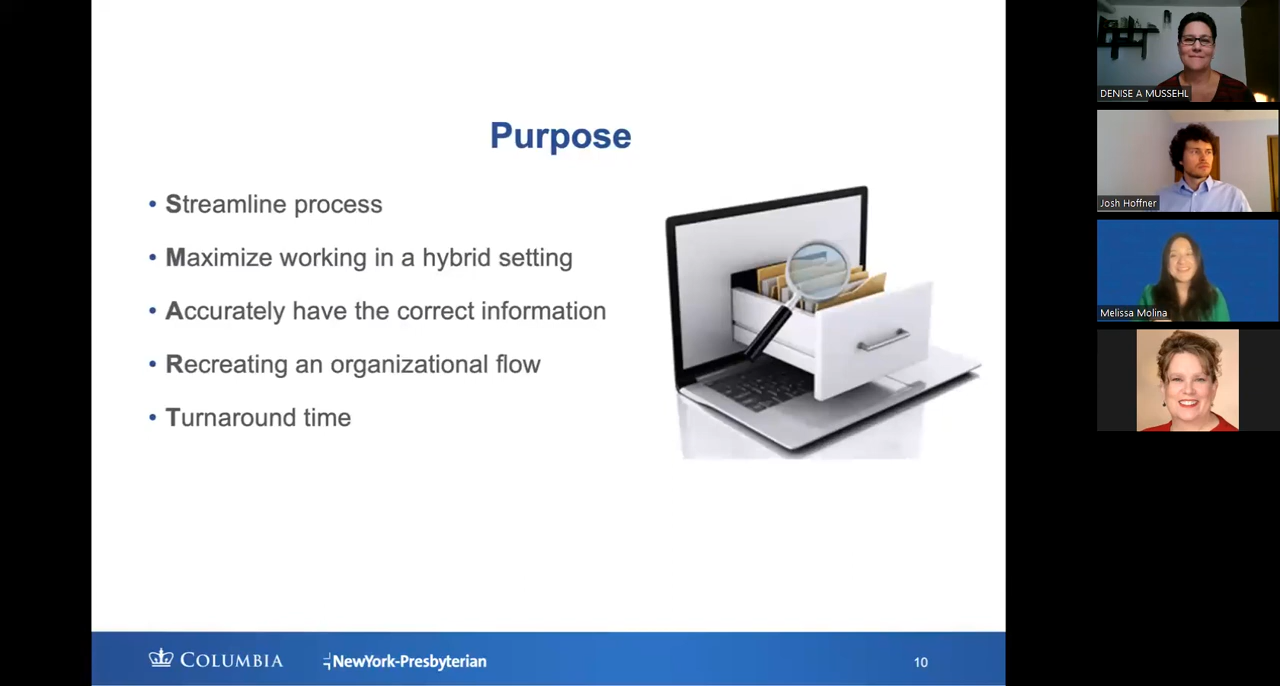 Purpose
• Streamline process
• Maximize working in a hybrid setting
• Accurately have the correct information
• Recreating an organizational flow
• Turnaround time
COLUMBIA
NewYork-Presbyterian
10
DENISE A MUSSEHL
Josh Hoffner
Melissa Molina